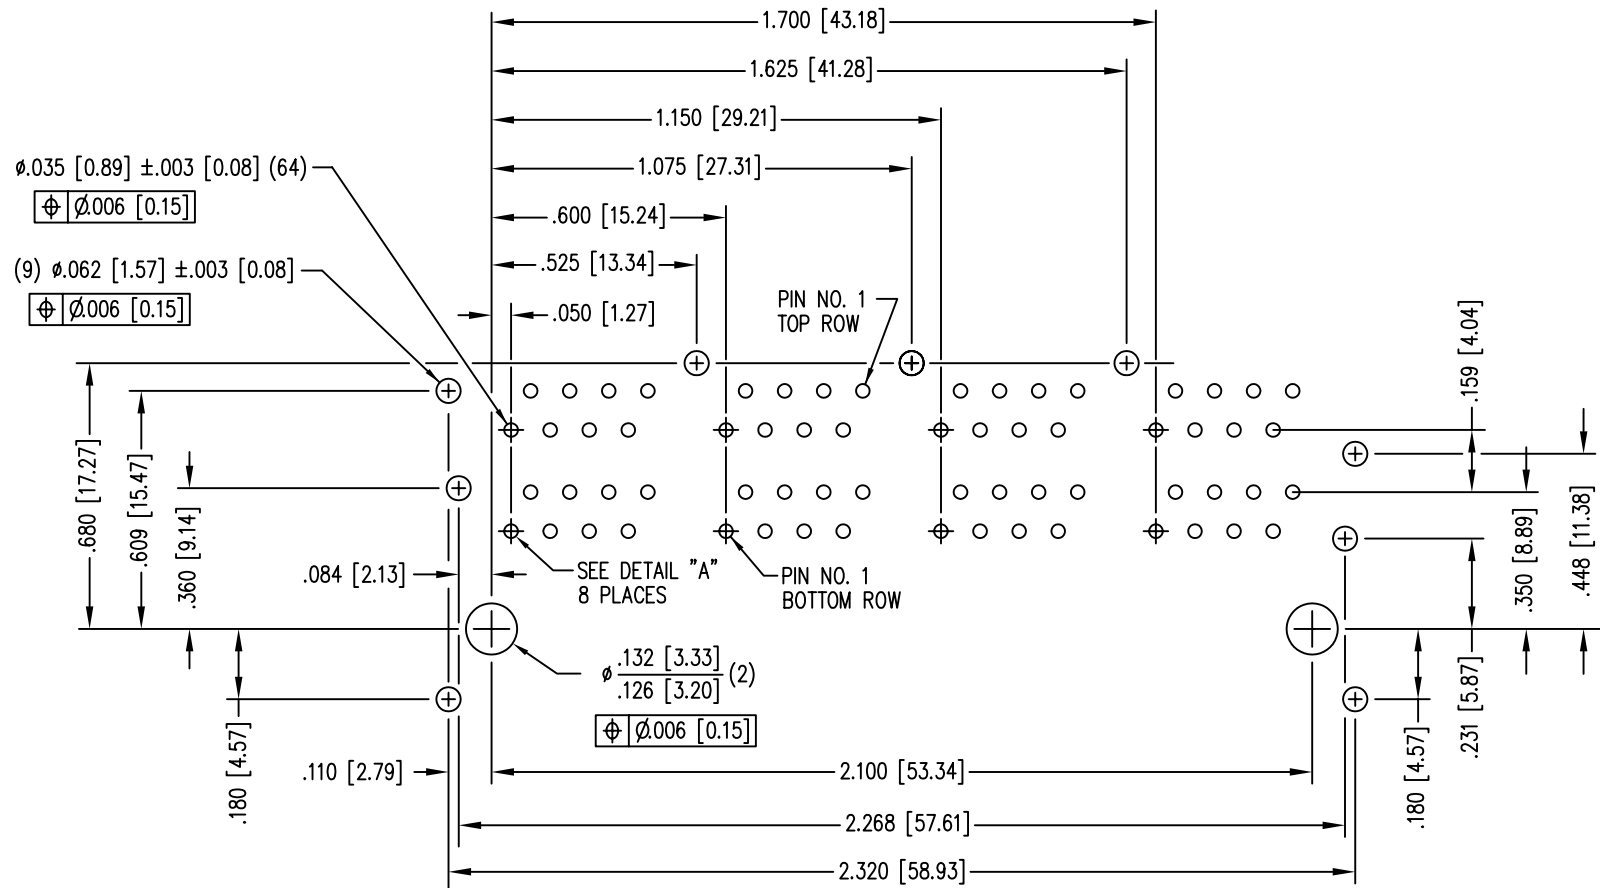 1.700 [43.18]
1.625 [41.28]
1.150 [29.21]
1.075 [27.31]
ø.035 [0.89] ±.003 [0.08] (64)
⌖ Ø.006 [0.15]
.600 [15.24]
(9) ø.062 [1.57] ±.003 [0.08]
⌖ Ø.006 [0.15]
.525 [13.34]
.050 [1.27]
PIN NO. 1
TOP ROW
.159 [4.04]
.680 [17.27]
.609 [15.47]
.360 [9.14]
.084 [2.13]
SEE DETAIL "A"
8 PLACES
PIN NO. 1
BOTTOM ROW
.350 [8.89]
.448 [11.38]
ø .132 [3.33]
.126 [3.20] (2)
⌖ Ø.006 [0.15]
.231 [5.87]
.180 [4.57]
.110 [2.79]
.180 [4.57]
2.100 [53.34]
2.268 [57.61]
2.320 [58.93]